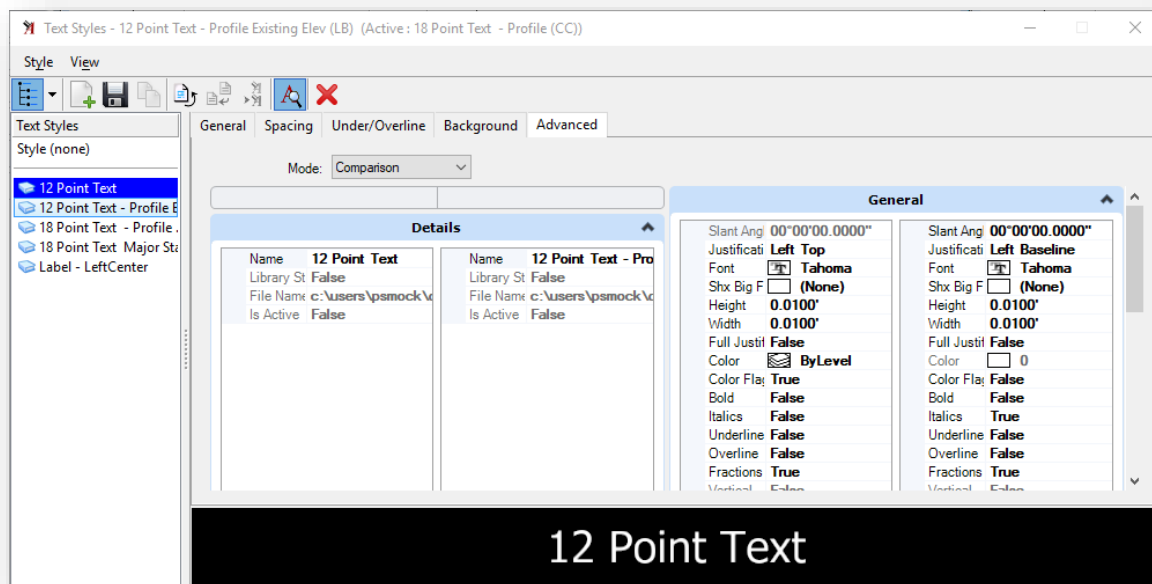 Text Styles - 12 Point Text - Profile Existing Elev (LB) (Active : 18 Point Text - Profile (CC))
Style View
Text Styles
Style (none)
12 Point Text
12 Point Text - Profile E
18 Point Text - Profile .
18 Point Text Major Sta
Label - LeftCenter
General Spacing Under/Overline Background Advanced
Mode: Comparison
Details
Name 12 Point Text
Library St False
File Name c:\users\psmock\
Is Active False
Name 12 Point Text - Pro
Library St False
File Name c:\users\psmock\
Is Active False
General
Slant Angl 00°00'00.0000"
Justificati Left Top
Font Tahoma
Shx Big F (None)
Height 0.0100'
Width 0.0100'
Full Justif False
Color ByLevel
Color Flag True
Bold False
Italics False
Underline False
Overline False
Fractions True
Vertical False
Slant Angl 00°00'00.0000"
Justificati Left Baseline
Font Tahoma
Shx Big F (None)
Height 0.0100'
Width 0.0100'
Full Justif False
Color 0
Color Flag False
Bold False
Italics True
Underline False
Overline False
Fractions True
Vertical False
12 Point Text